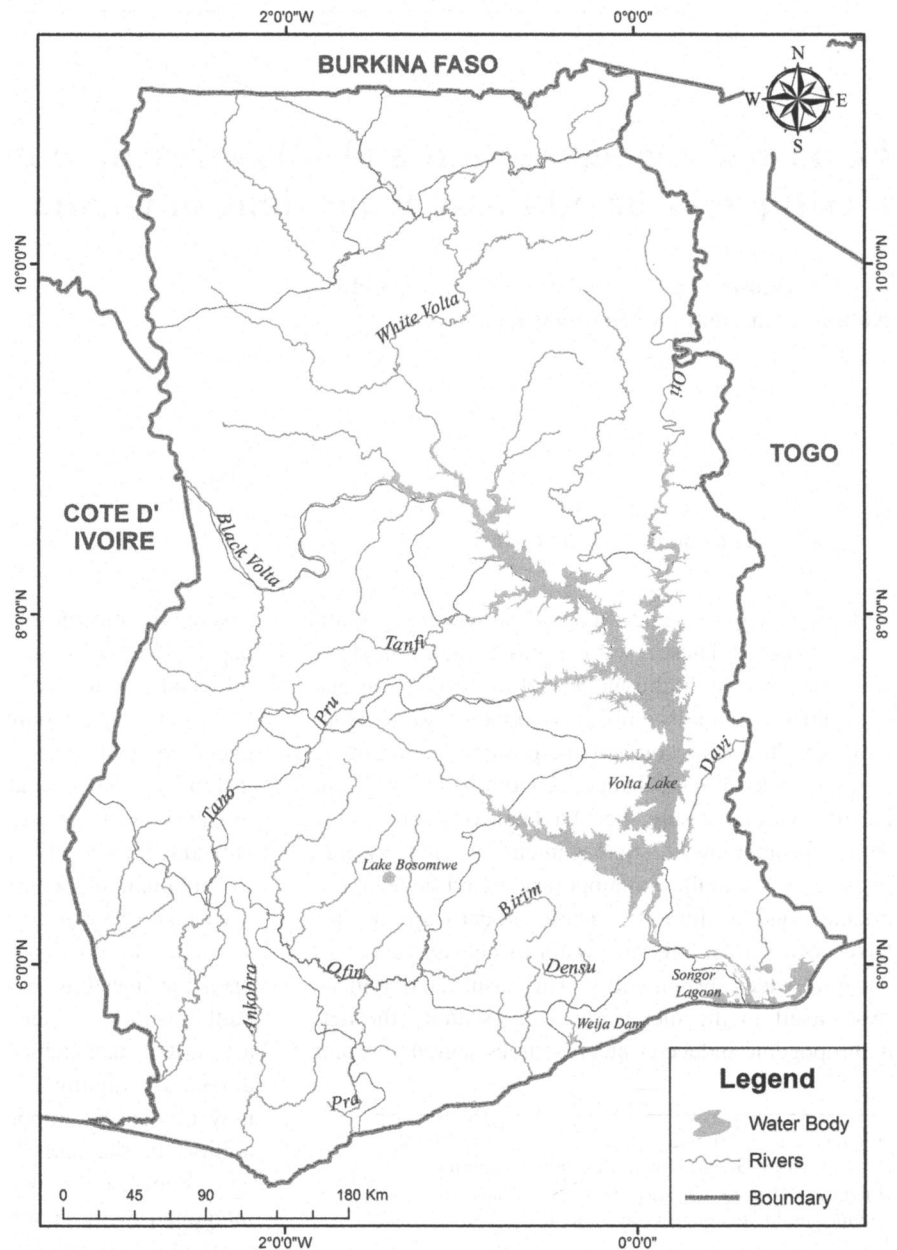 2°0'0"W 0°0'0"
BURKINA FASO
N
W E
S
10°0'0"N 10°0'0"N
White Volta
Oti
TOGO
COTE D'
IVOIRE
Black Volta
8°0'0"N 8°0'0"N
Tanfi
Pru
Dayi
Volta Lake
Tano
Lake Bosomtwe
Birim
6°0'0"N 6°0'0"N
Ofin
Densu
Songor
Lagoon
Ankobra
Weija Dam
Pra
Legend
Water Body
Rivers
Boundary
0 45 90 180 Km
2°0'0"W 0°0'0"